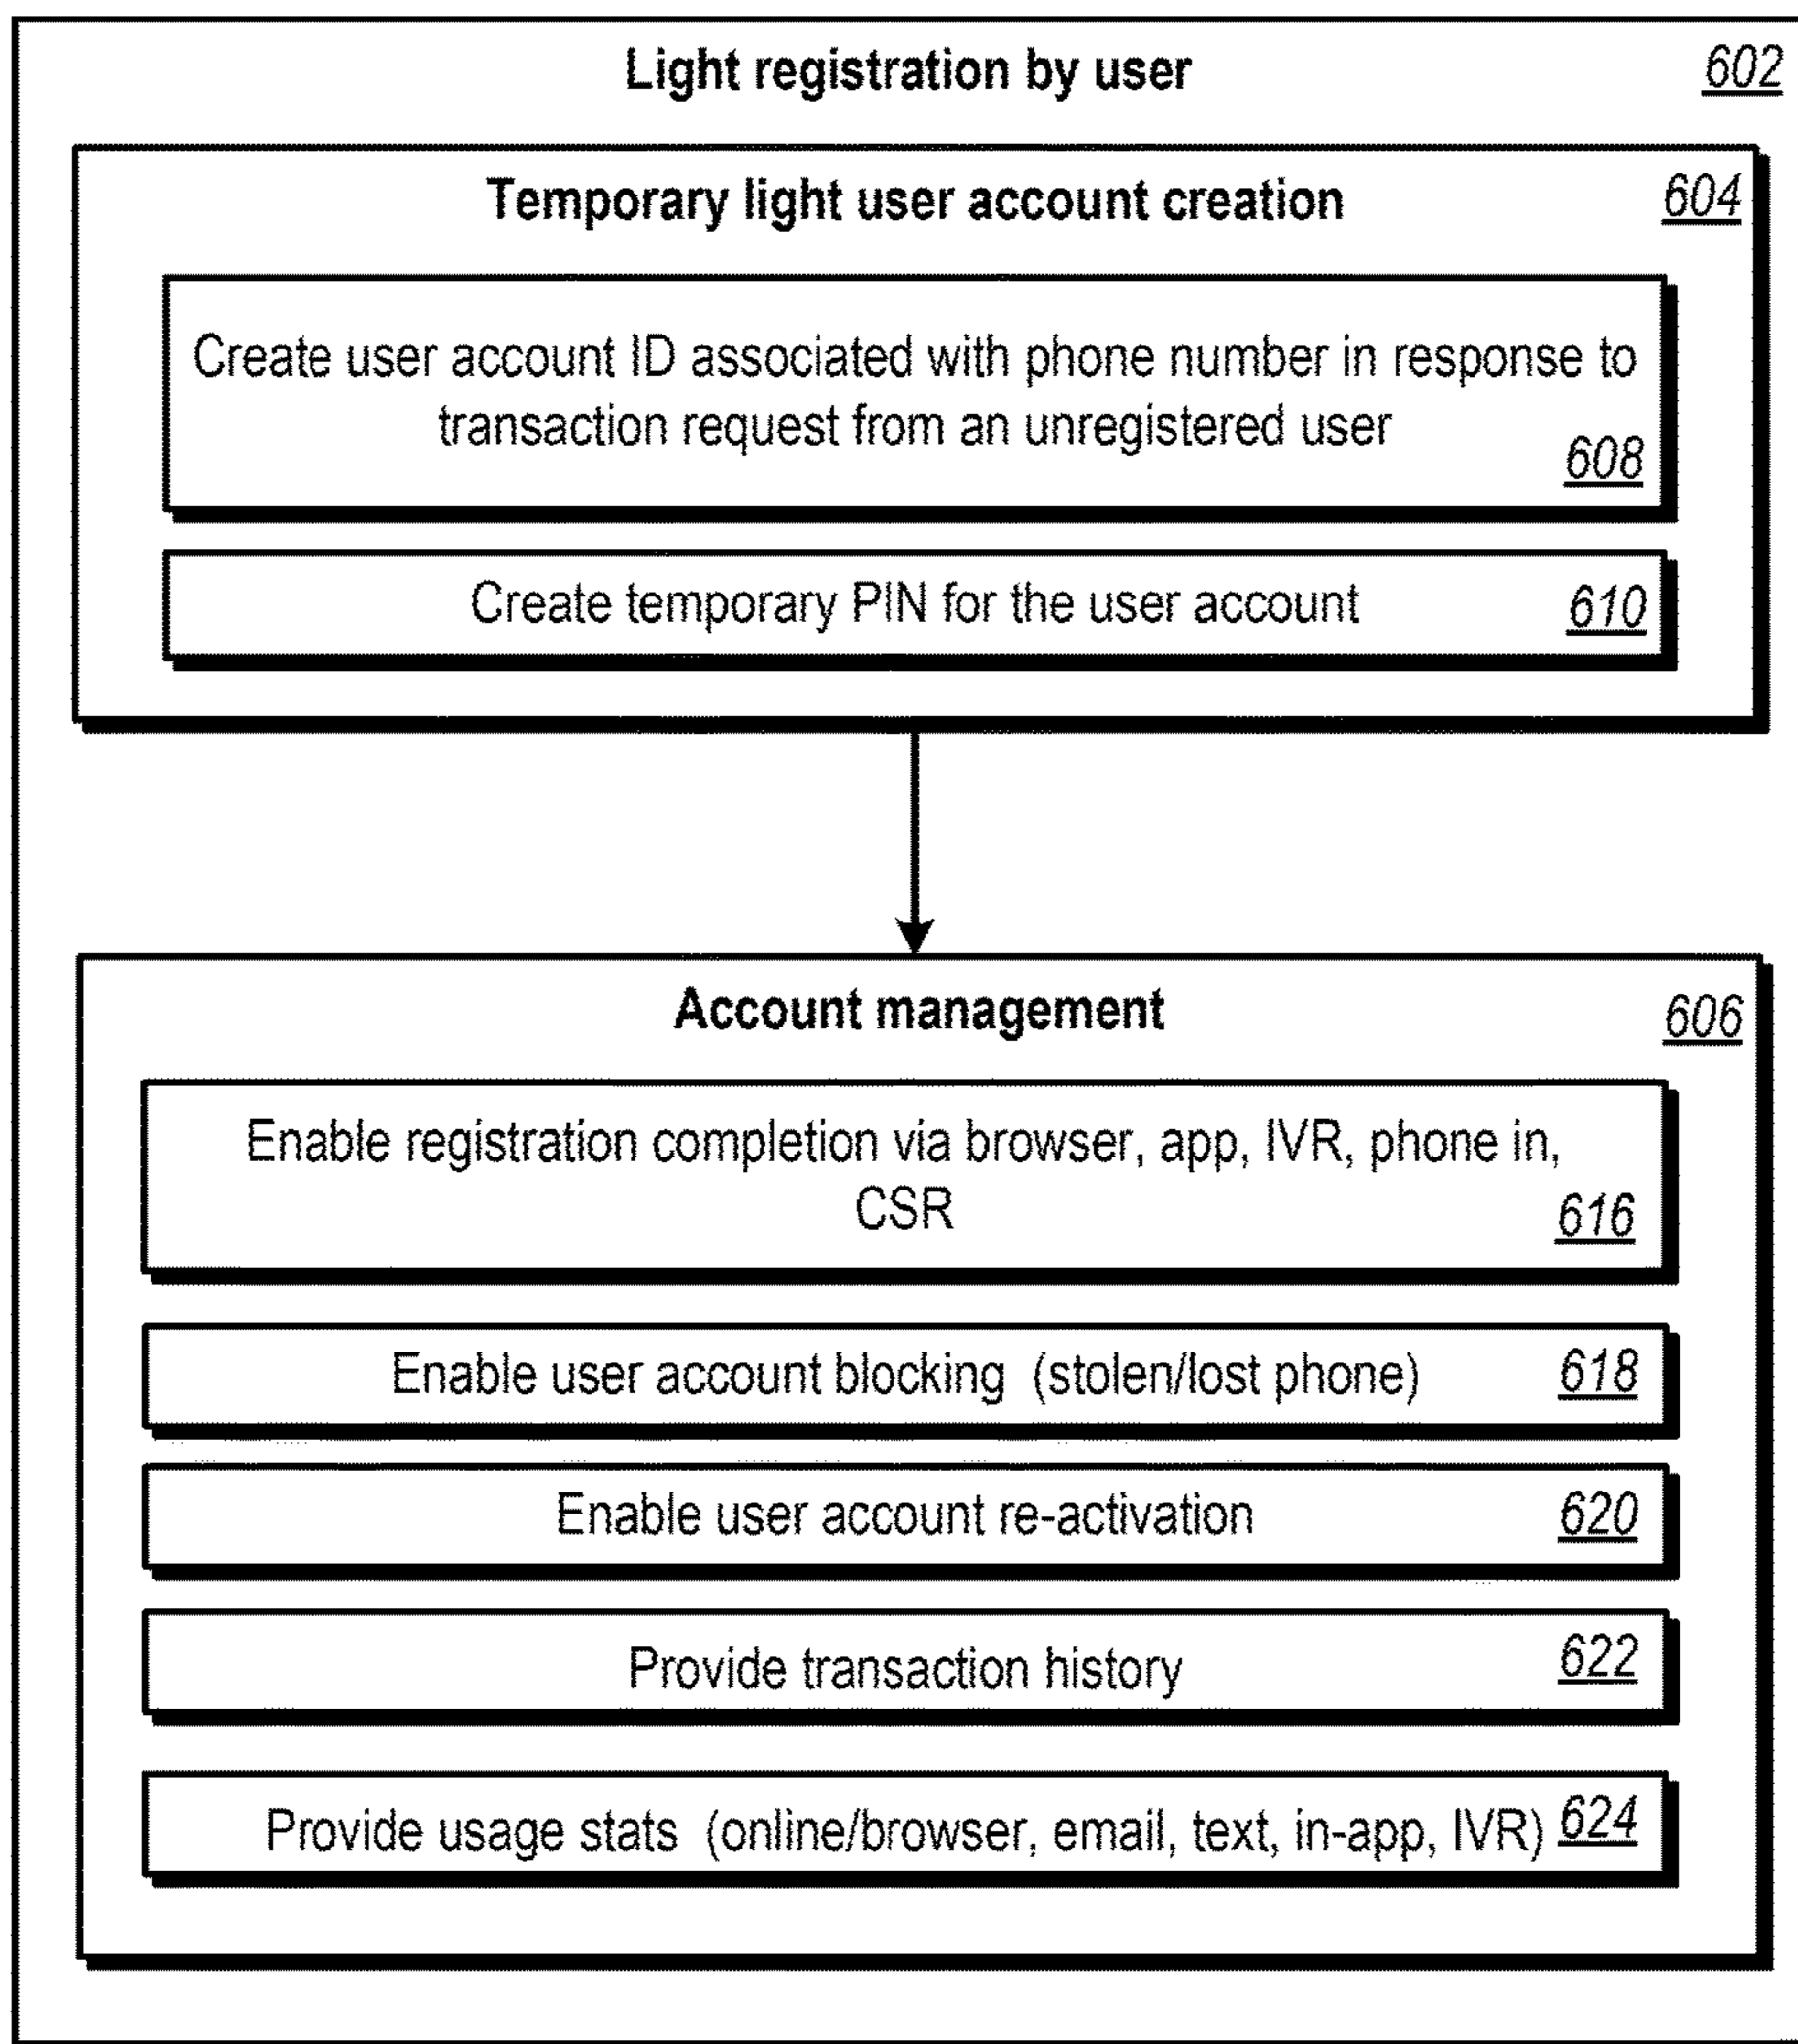 Light registration by user 602
Temporary light user account creation 604
Create user account ID associated with phone number in response to
transaction request from an unregistered user
608
Create temporary PIN for the user account 610
Account management 606
Enable registration completion via browser, app, IVR, phone in,
CSR 616
Enable user account blocking (stolen/lost phone) 618
Enable user account re-activation 620
Provide transaction history 622
Provide usage stats (online/browser, email, text, in-app, IVR) 624